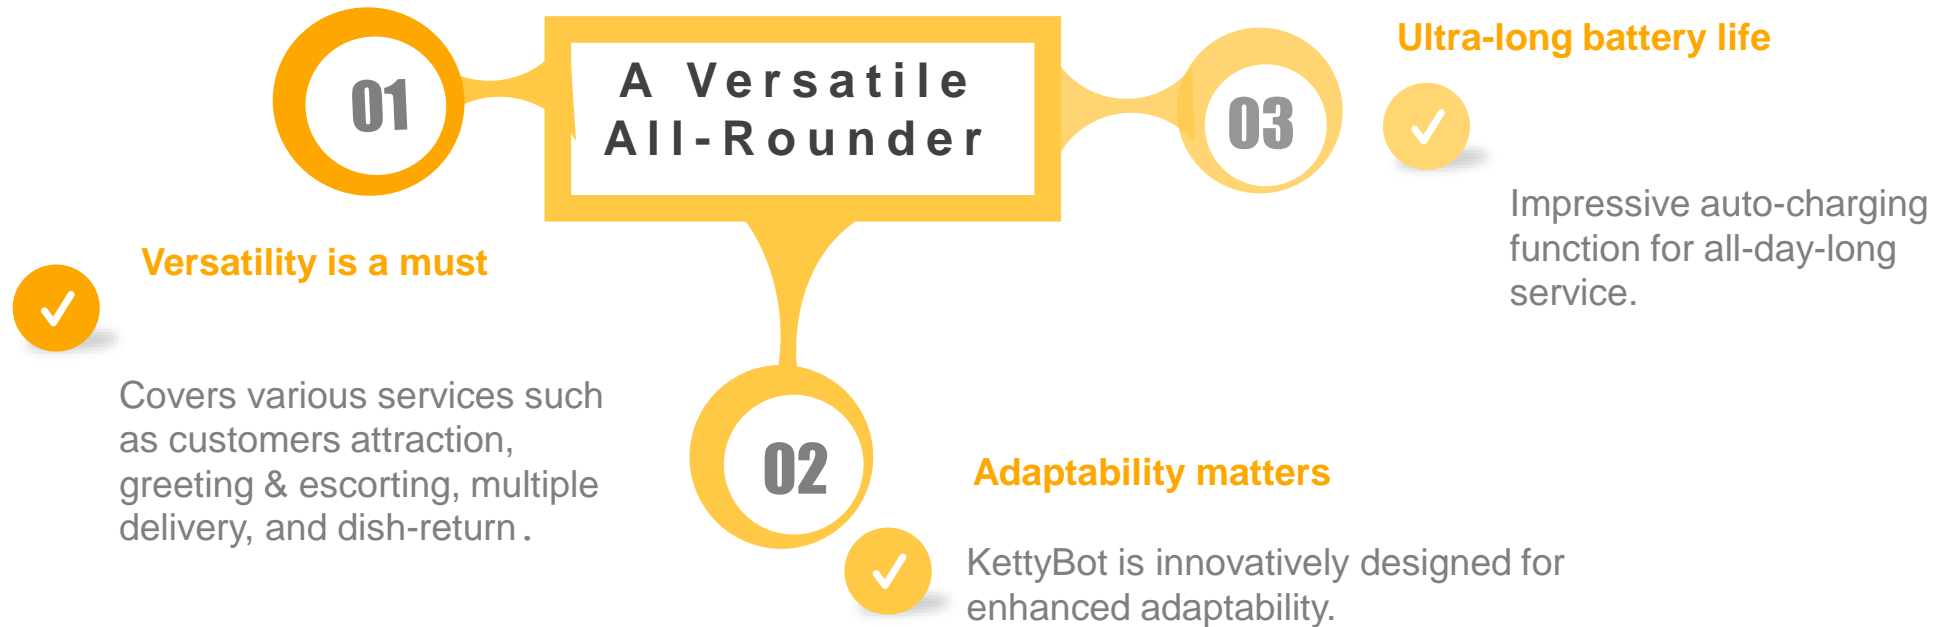 A Versatile
All-Rounder
01
Versatility is a must
Covers various services such
as customers attraction,
greeting & escorting, multiple
delivery, and dish-return.
02
Adaptability matters
KettyBot is innovatively designed for
enhanced adaptability.
03
Ultra-long battery life
Impressive auto-charging
function for all-day-long
service.